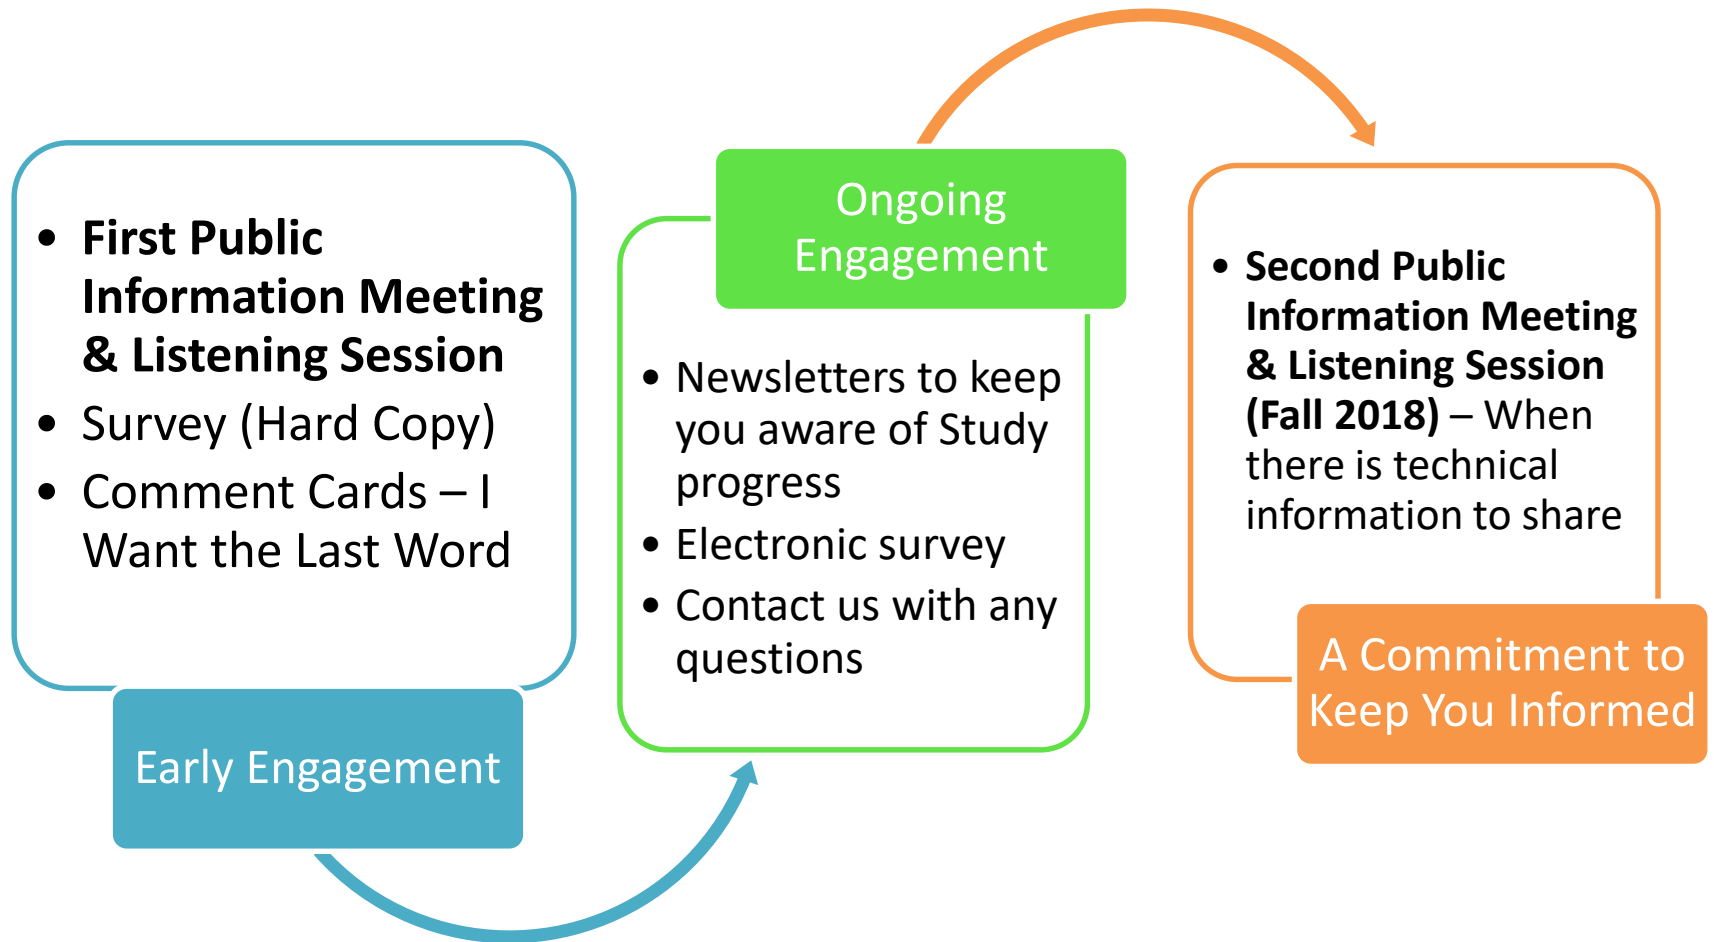 • First Public
Information Meeting
& Listening Session
• Survey (Hard Copy)
• Comment Cards – I
Want the Last Word
Early Engagement
Ongoing
Engagement
• Newsletters to keep
you aware of Study
progress
• Electronic survey
• Contact us with any
questions
• Second Public
Information Meeting
& Listening Session
(Fall 2018) – When
there is technical
information to share
A Commitment to
Keep You Informed